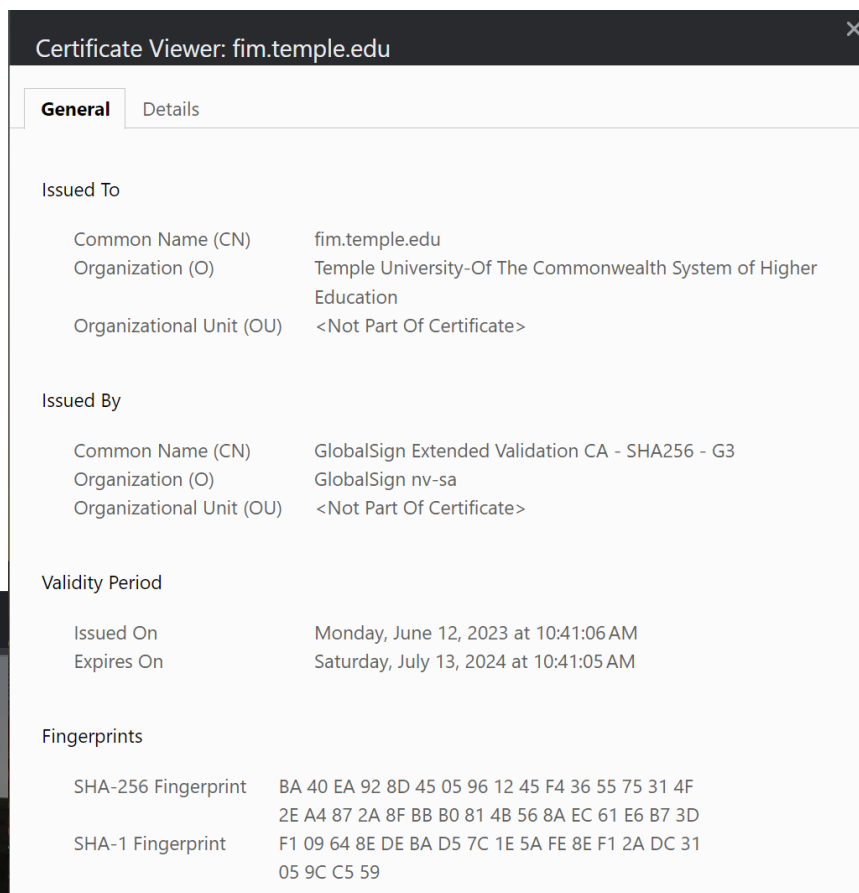 Certificate Viewer: fim.temple.edu
General Details
Issued To
Common Name (CN) fim.temple.edu
Organization (O) Temple University-Of The Commonwealth System of Higher
Education
Organizational Unit (OU) <Not Part Of Certificate>
Issued By
Common Name (CN) GlobalSign Extended Validation CA - SHA256 - G3
Organization (O) GlobalSign nv-sa
Organizational Unit (OU) <Not Part Of Certificate>
Validity Period
Issued On Monday, June 12, 2023 at 10:41:06 AM
Expires On Saturday, July 13, 2024 at 10:41:05 AM
Fingerprints
SHA-256 Fingerprint BA 40 EA 92 8D 45 05 96 12 45 F4 36 55 75 31 4F
2E A4 87 2A 8F BB B0 81 4B 56 8A EC 61 E6 B7 3D
SHA-1 Fingerprint F1 09 64 8E DE BA D5 7C 1E 5A FE 8E F1 2A DC 31
05 9C C5 59